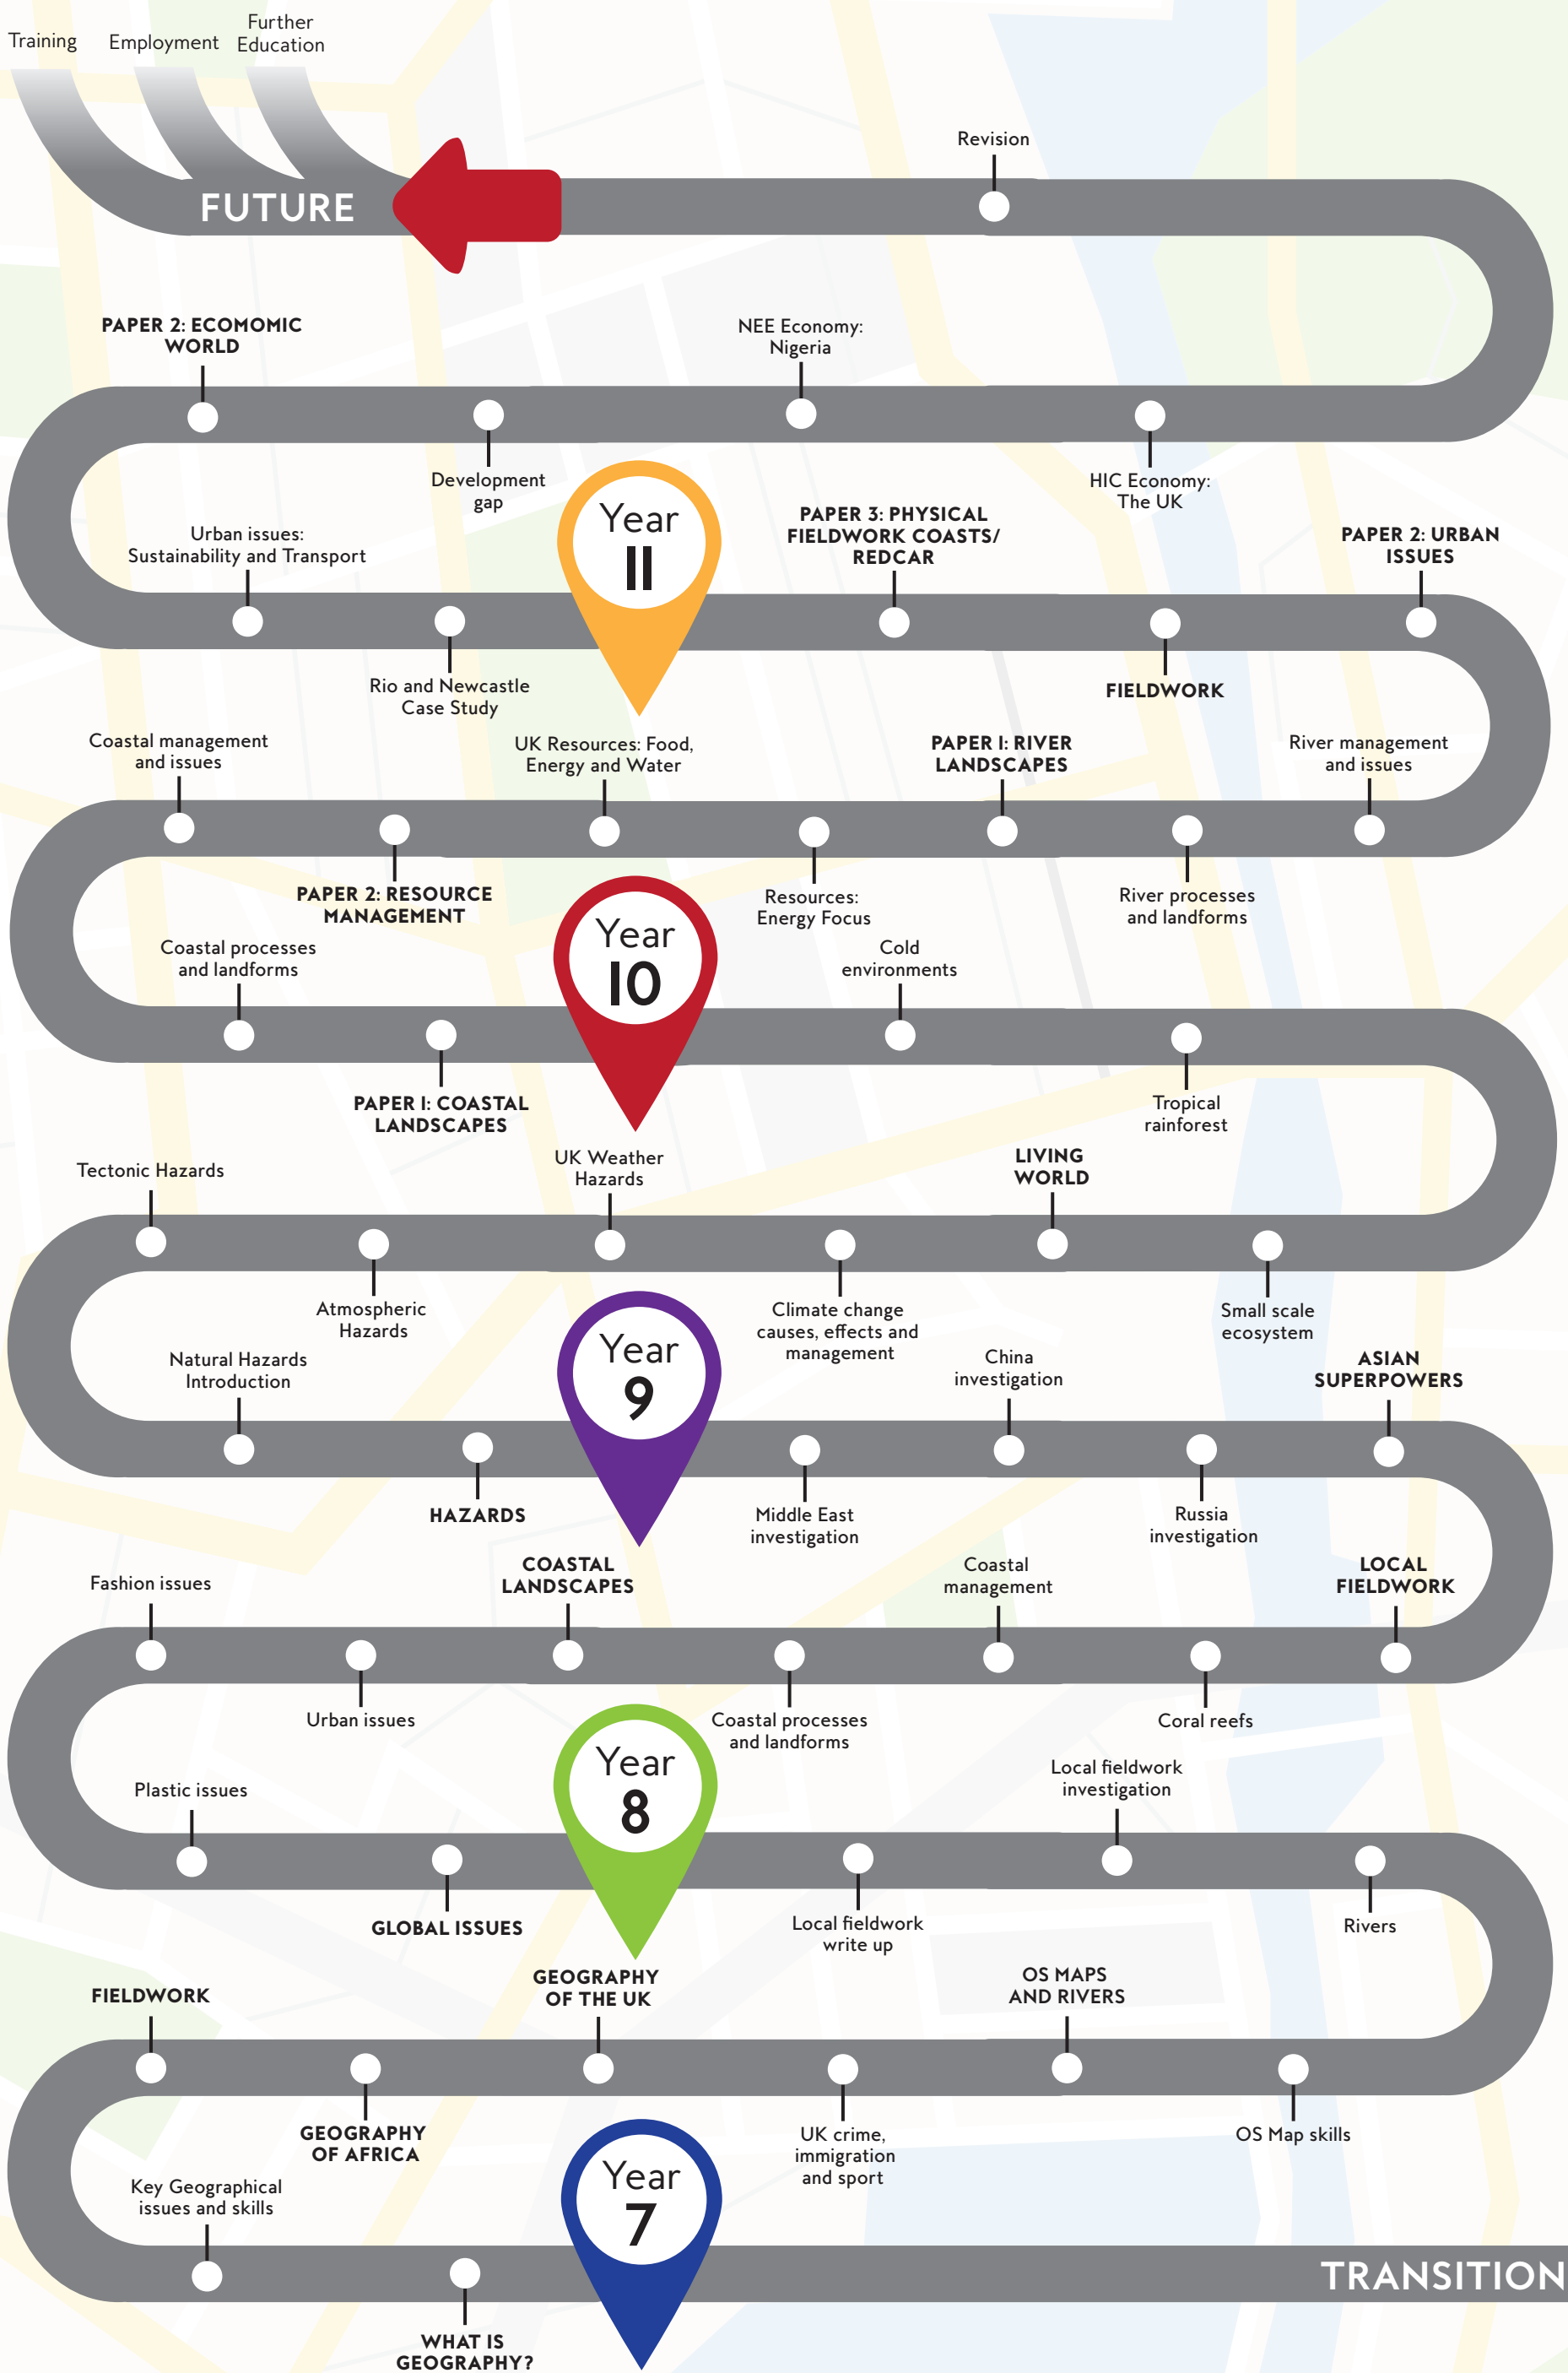 Training
Employment
Further
Education
Revision
FUTURE
PAPER 2: ECOMOMIC
WORLD
NEE Economy:
Nigeria
Development
gap
HIC Economy:
The UK
Year
11
Urban issues:
Sustainability and Transport
PAPER 3: PHYSICAL
FIELDWORK COASTS/
REDCAR
PAPER 2: URBAN
ISSUES
Rio and Newcastle
Case Study
FIELDWORK
Coastal management
and issues
UK Resources: Food,
Energy and Water
PAPER 1: RIVER
LANDSCAPES
River management
and issues
PAPER 2: RESOURCE
MANAGEMENT
Resources:
Energy Focus
River processes
and landforms
Year
10
Coastal processes
and landforms
Cold
environments
PAPER 1: COASTAL
LANDSCAPES
Tropical
rainforest
Tectonic Hazards
UK Weather
Hazards
LIVING
WORLD
Atmospheric
Hazards
Climate change
causes, effects and
management
Small scale
ecosystem
Year
9
Natural Hazards
Introduction
China
investigation
ASIAN
SUPERPOWERS
HAZARDS
Middle East
investigation
Russia
investigation
Fashion issues
COASTAL
LANDSCAPES
Coastal
management
LOCAL
FIELDWORK
Urban issues
Coastal processes
and landforms
Coral reefs
Year
8
Plastic issues
Local fieldwork
investigation
GLOBAL ISSUES
Local fieldwork
write up
Rivers
FIELDWORK
GEOGRAPHY
OF THE UK
OS MAPS
AND RIVERS
GEOGRAPHY
OF AFRICA
UK crime,
immigration
and sport
OS Map skills
Year
7
Key Geographical
issues and skills
TRANSITION
WHAT IS
GEOGRAPHY?